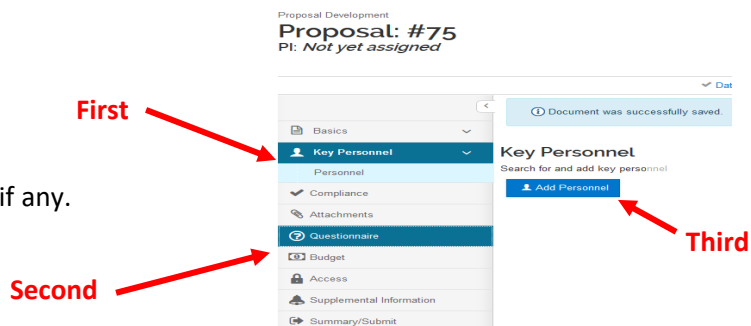 Proposal Development
Proposal: #75
PI: Not yet assigned
Dat
First
Document was successfully saved.
Basics
Key Personnel
Personnel
Key Personnel
Search for and add key personnel
Add Personnel
if any.
Compliance
Attachments
Questionnaire
Third
Budget
Second
Access
Supplemental Information
Summary/Submit